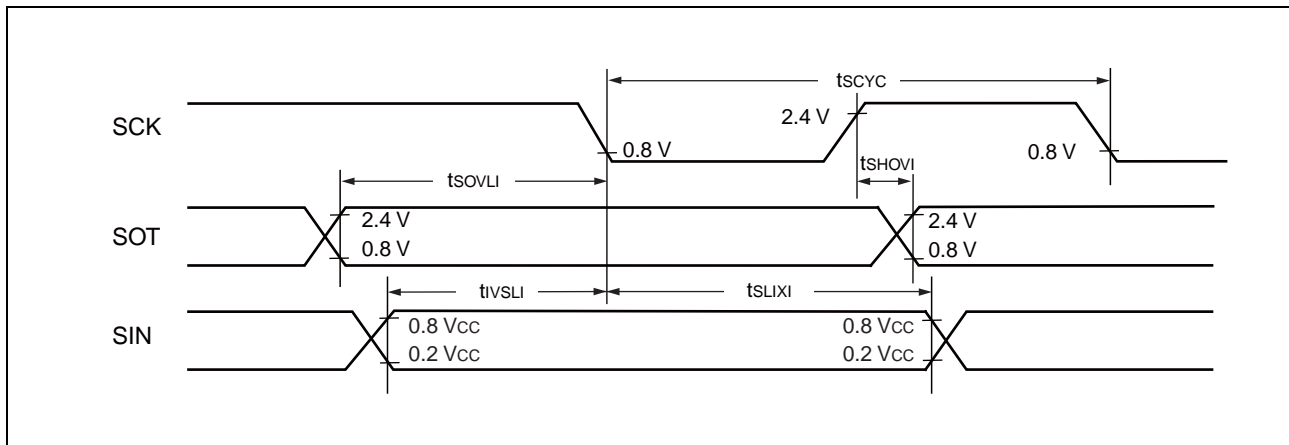 tSCYC
SCK
2.4 V
0.8 V
0.8 V
tSHOVI
tSOVLI
SOT
2.4 V
0.8 V
2.4 V
0.8 V
tIVSLI
tSLIXI
SIN
0.8 VCC
0.2 VCC
0.8 VCC
0.2 VCC